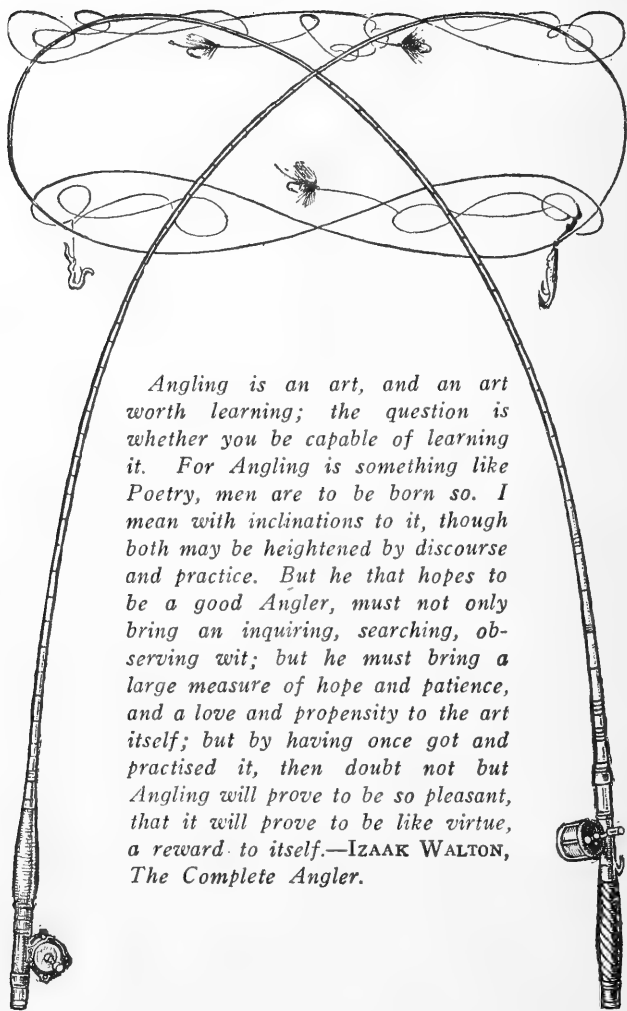 Angling is an art, and an art
worth learning; the question is
whether you be capable of learning
it. For Angling is something like
Poetry, men are to be born so. I
mean with inclinations to it, though
both may be heightened by discourse
and practice. But he that hopes to
be a good Angler, must not only
bring an inquiring, searching, ob-
serving wit; but he must bring a
large measure of hope and patience,
and a love and propensity to the art
itself; but by having once got and
practised it, then doubt not but
Angling will prove to be so pleasant,
that it will prove to be like virtue,
a reward to itself.—IZAAK WALTON,
The Complete Angler.